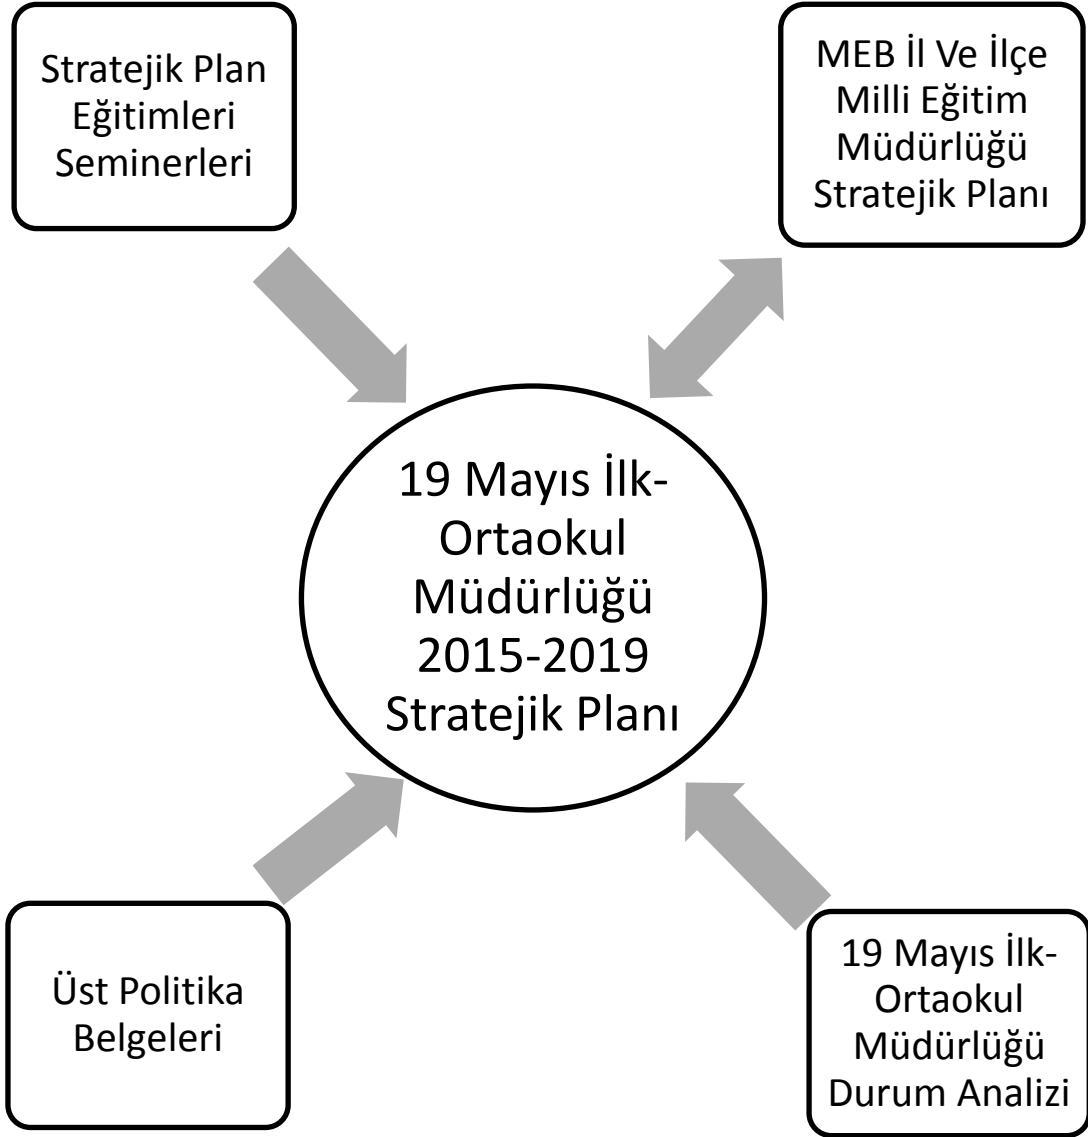 Stratejik Plan
Eğitimleri
Seminerleri
MEB İl Ve İlçe
Milli Eğitim
Müdürlüğü
Stratejik Planı
19 Mayıs İlk-
Ortaokul
Müdürlüğü
2015-2019
Stratejik Planı
Üst Politika
Belgeleri
19 Mayıs İlk-
Ortaokul
Müdürlüğü
Durum Analizi